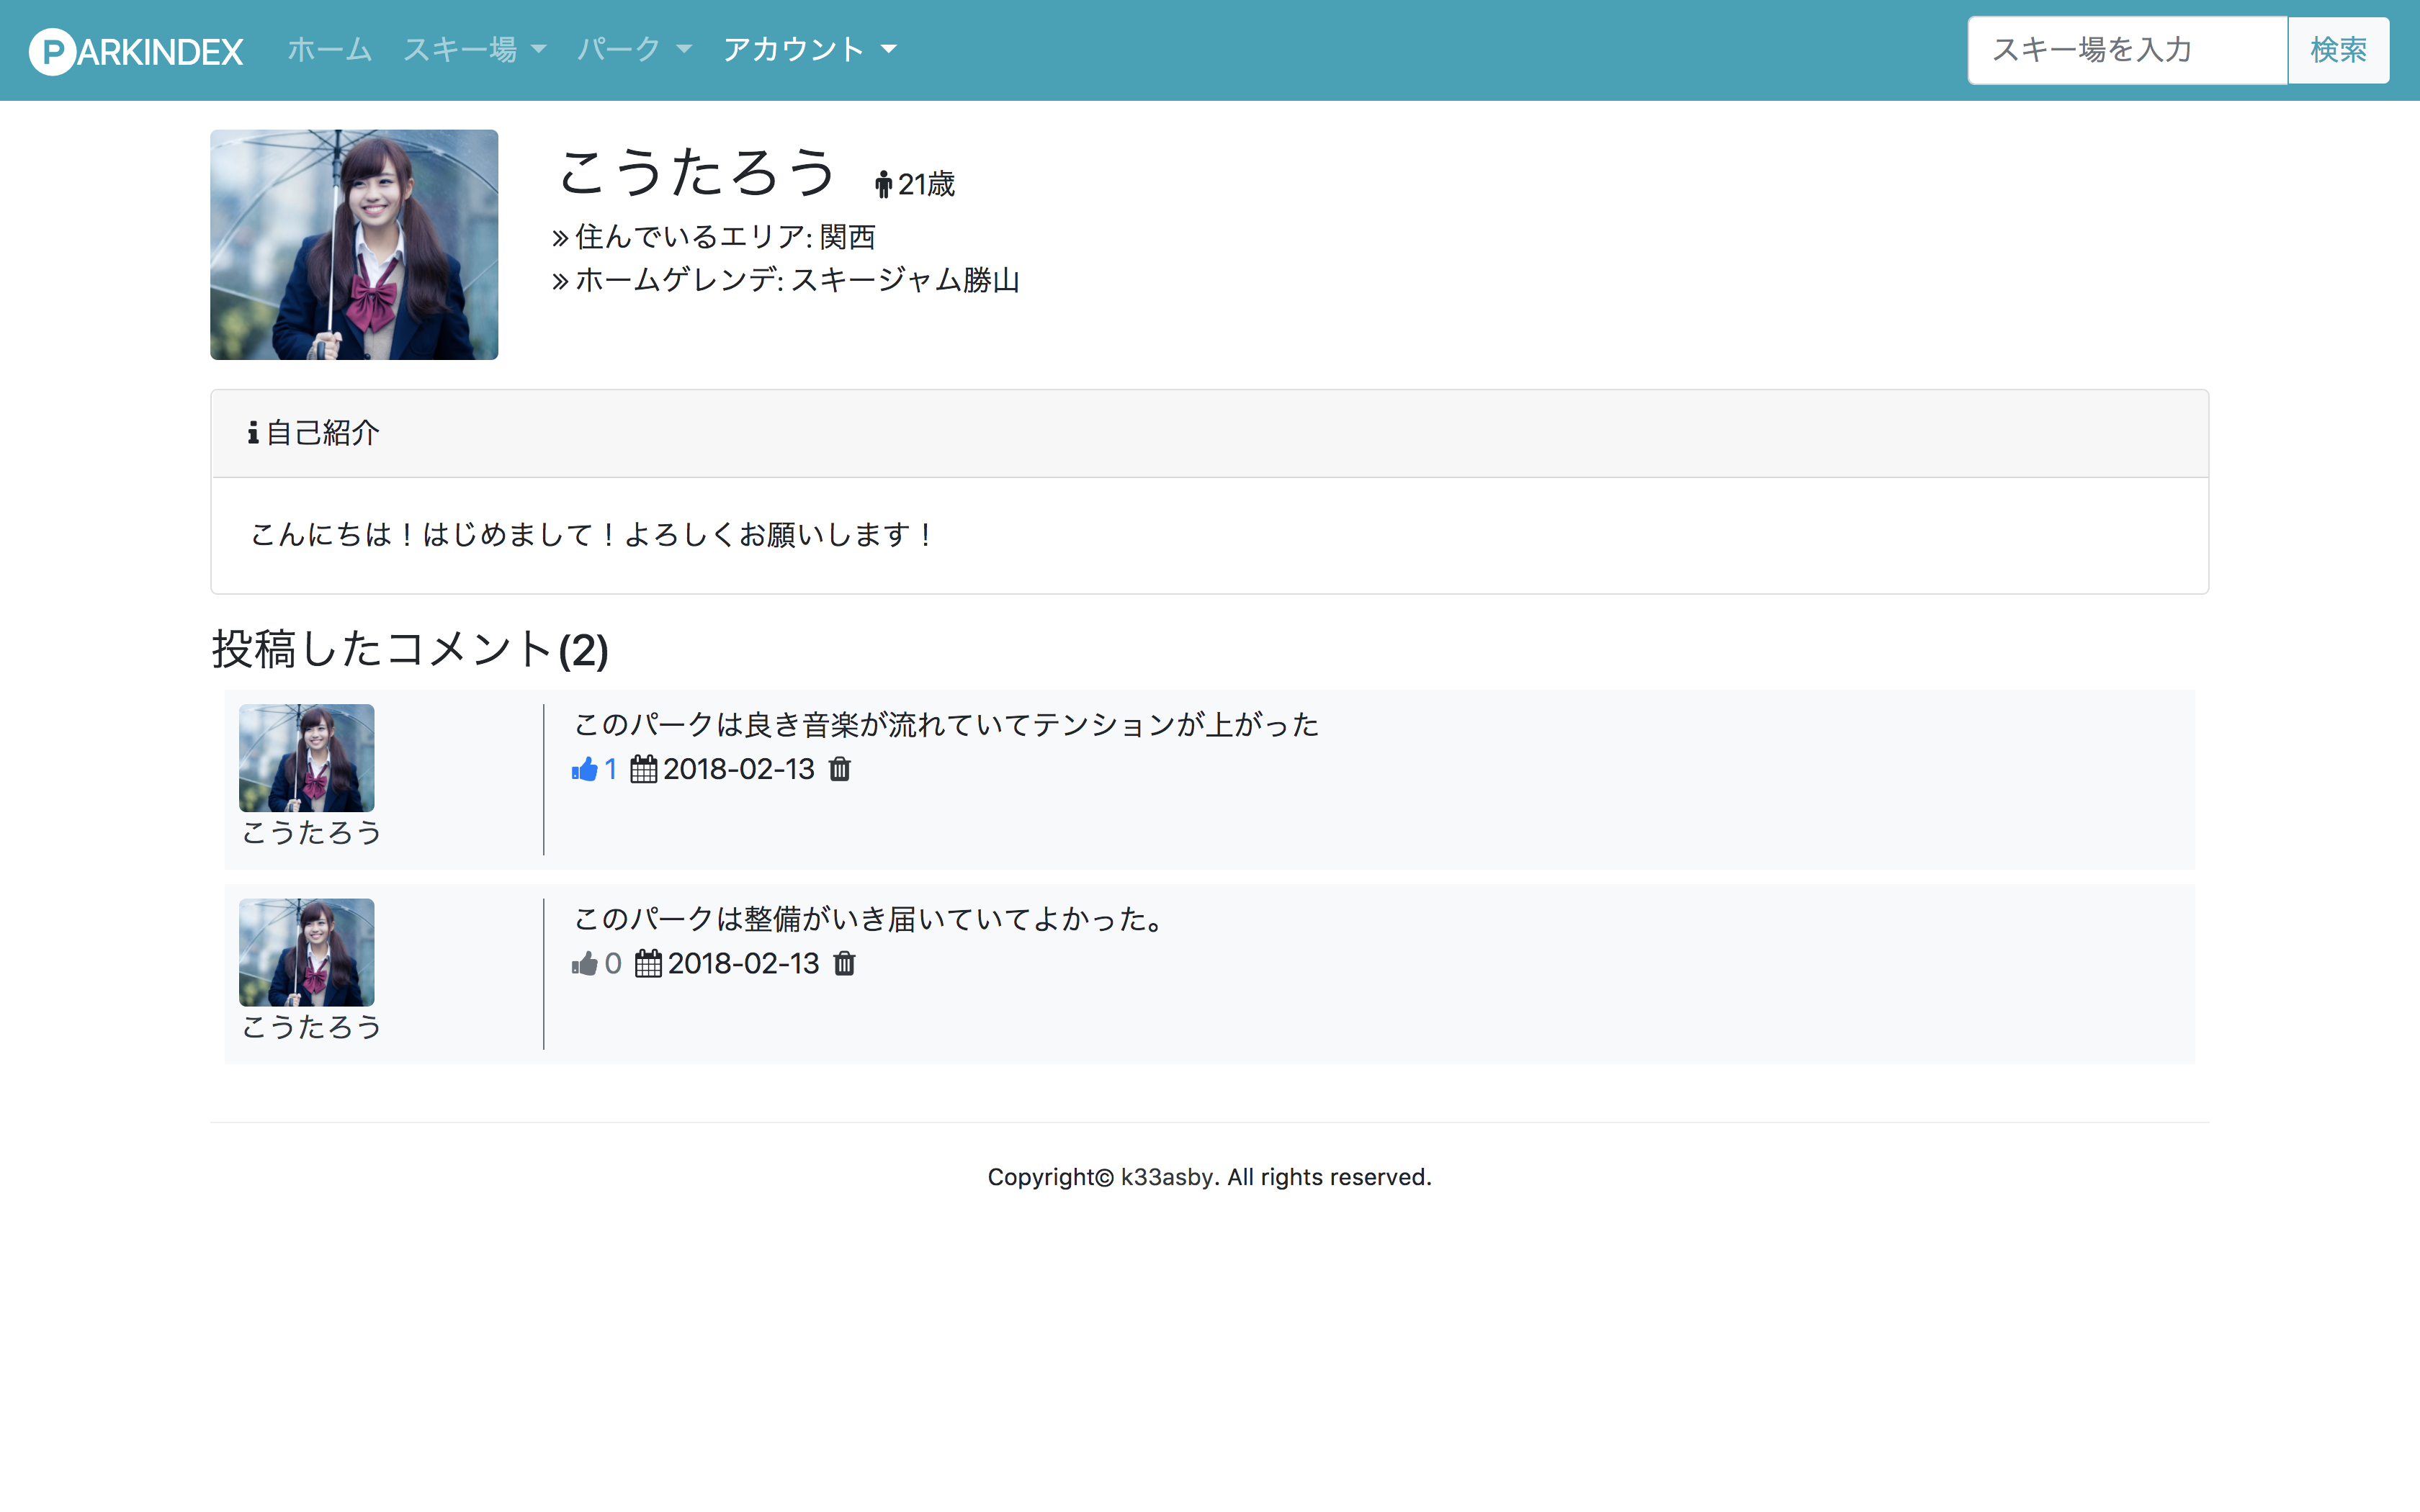 PARKINDEX ホーム スキー場 パーク アカウント スキー場を入力 検索
こうたろう 21歳
» 住んでいるエリア: 関西
» ホームゲレンデ: スキージャム勝山
自己紹介
こんにちは！はじめまして！よろしくお願いします！
投稿したコメント(2)
このパークは良き音楽が流れていてテンションが上がった
1 2018-02-13
こうたろう
このパークは整備がいき届いていてよかった。
0 2018-02-13
こうたろう
Copyright© k33asby. All rights reserved.